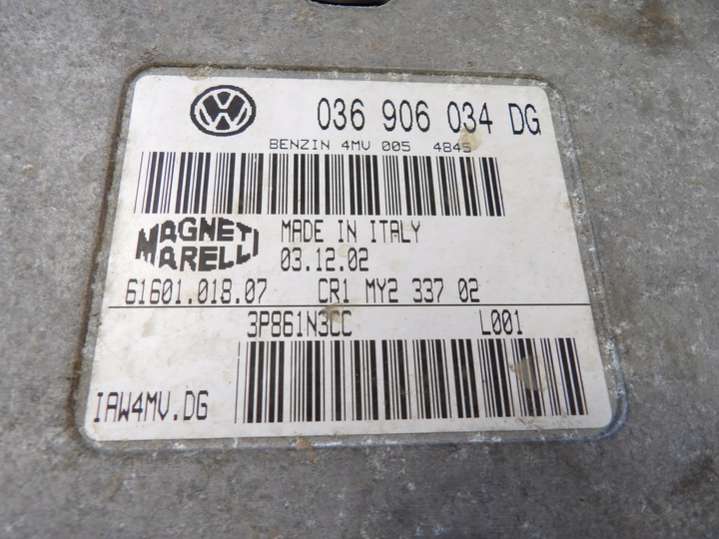 VW 036 906 034 DG
BENZIN 4MV 005 4845
MAGNETI MARELLI
MADE IN ITALY
03.12.02
61601.018.07 CR1 MY2 337 02
3P861N3CC L001
IAW4MV.DG